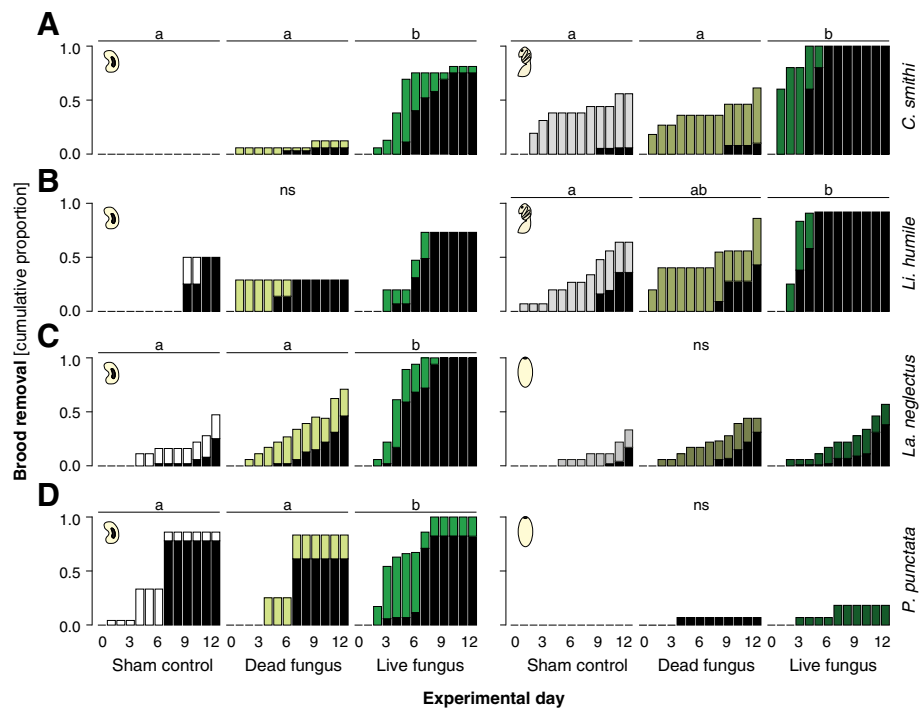 A
a a b a a b
1.0
0.5
0.0
C. smithi
B
ns a ab b
1.0
0.5
0.0
Li. humile
C
a a b ns
1.0
0.5
0.0
La. neglectus
D
a a b ns
1.0
0.5
0.0
P. punctata
0 3 6 9 12 0 3 6 9 12 0 3 6 9 12 0 3 6 9 12 0 3 6 9 12 0 3 6 9 12
Sham control Dead fungus Live fungus Sham control Dead fungus Live fungus
Experimental day
Brood removal [cumulative proportion]